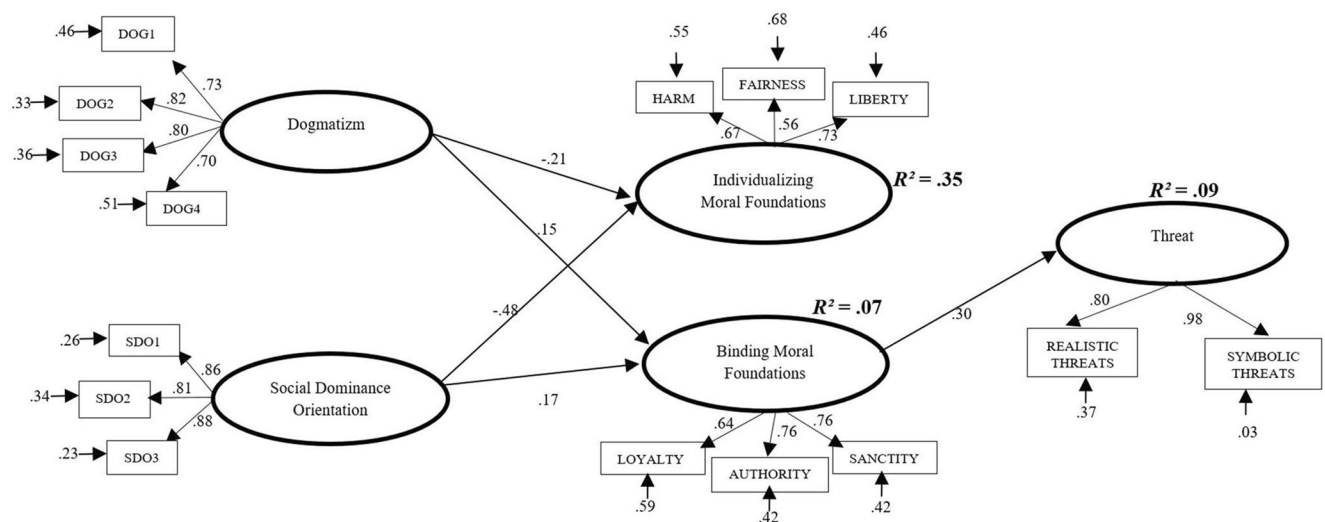 .46
DOG1
.73
.33
DOG2
.82
.36
DOG3
.80
.51
DOG4
.70
Dogmatizm
-.21
.15
.55
HARM
.67
.68
FAIRNESS
.56
.46
LIBERTY
.73
Individualizing
Moral Foundations
R² = .35
.26
SDO1
.86
.34
SDO2
.81
.23
SDO3
.88
Social Dominance
Orientation
-.48
.17
R² = .07
Binding Moral
Foundations
.64
LOYALTY
.59
.76
AUTHORITY
.42
.76
SANCTITY
.42
.30
R² = .09
Threat
.80
REALISTIC
THREATS
.37
.98
SYMBOLIC
THREATS
.03